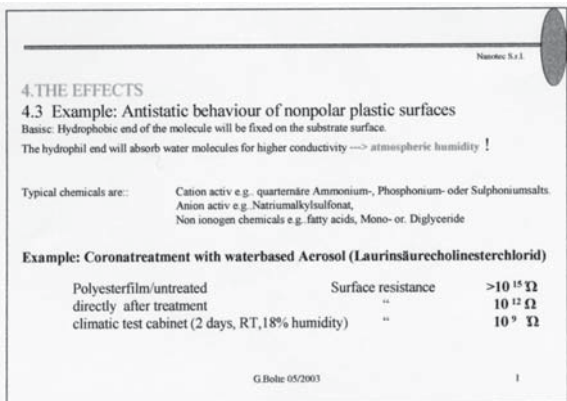 Nanotec S.r.l.
4.THE EFFECTS
4.3 Example: Antistatic behaviour of nonpolar plastic surfaces
Basisc: Hydrophobic end of the molecule will be fixed on the substrate surface.
The hydrophil end will absorb water molecules for higher conductivity ---> atmospheric humidity !
Typical chemicals are:: Cation activ e.g.. quarternäre Ammonium-, Phosphonium- oder Sulphoniumsalts.
Anion activ e.g..Natriumalkylsulfonat,
Non ionogen chemicals e.g..fatty acids, Mono- or. Diglyceride
Example: Coronatreatment with waterbased Aerosol (Laurinsäurecholinesterchlorid)
Polyesterfilm/untreated Surface resistance >10 15 Ω
directly after treatment “ 10 12 Ω
climatic test cabinet (2 days, RT,18% humidity) “ 10 9 Ω
05/2003 1